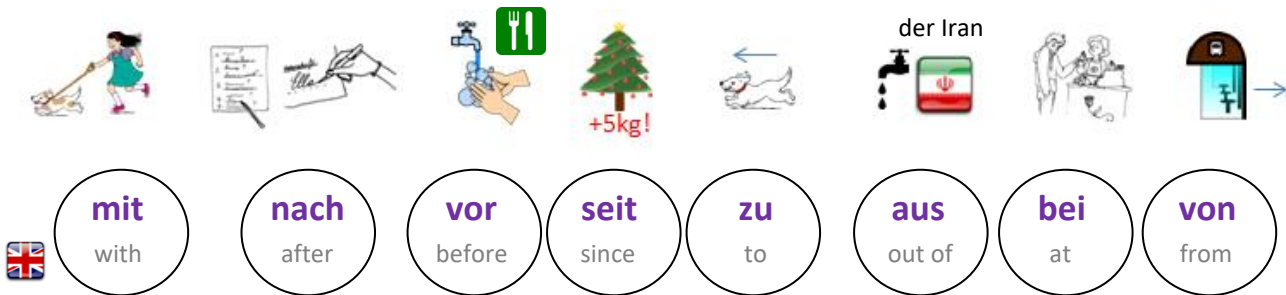 der Iran
+5kg!
mit nach vor seit zu aus bei von
with after before since to out of at from